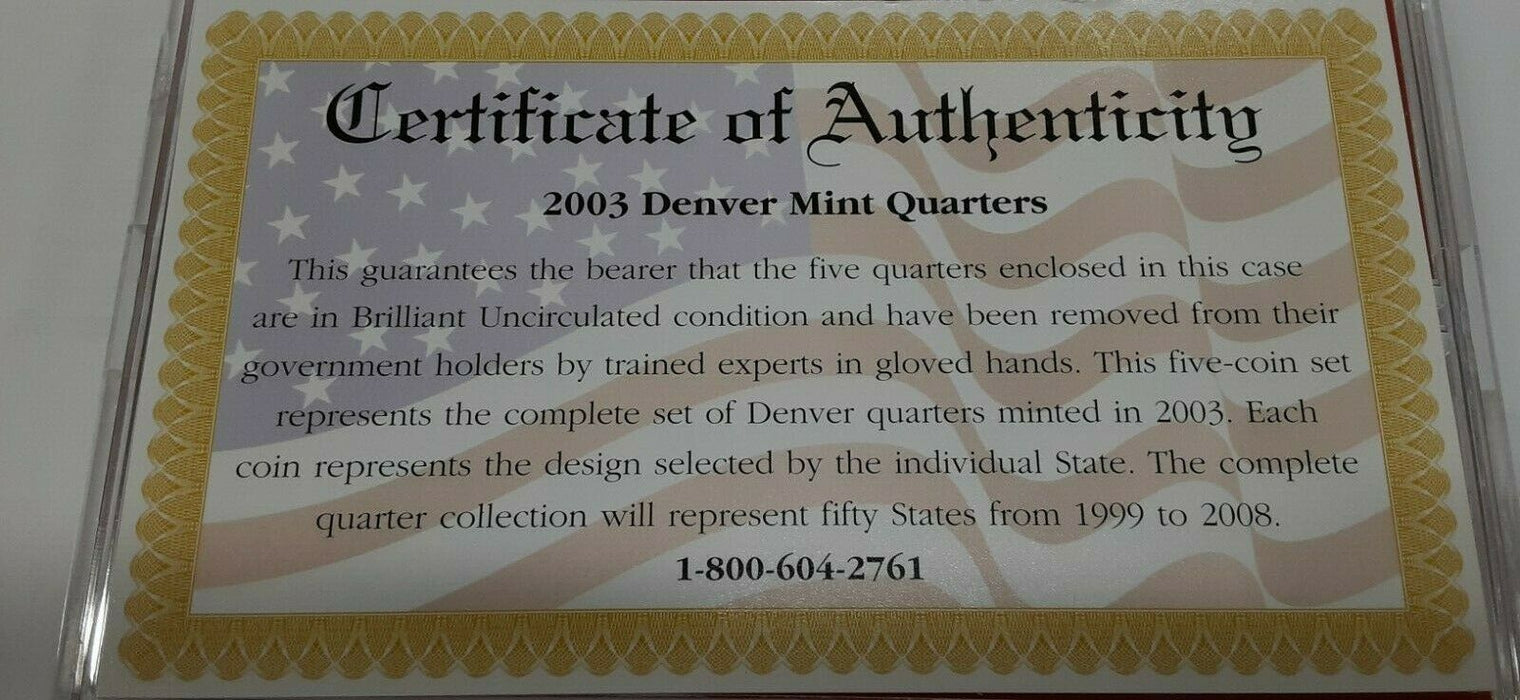 Certificate of Authenticity
2003 Denver Mint Quarters
This guarantees the bearer that the five quarters enclosed in this case
are in Brilliant Uncirculated condition and have been removed from their
government holders by trained experts in gloved hands. This five-coin set
represents the complete set of Denver quarters minted in 2003. Each
coin represents the design selected by the individual State. The complete
quarter collection will represent fifty States from 1999 to 2008.
1-800-604-2761